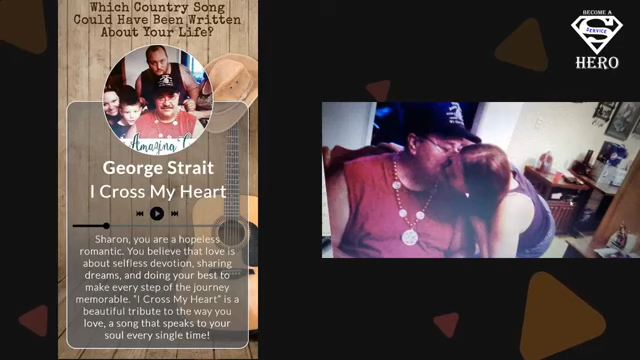 Which Country Song
Could Have Been Written
About Your Life?
Amazing
George Strait
I Cross My Heart
Sharon, you are a hopeless
romantic. You believe that love is
about selfless devotion, sharing
dreams, and doing your best to
make every step of the journey
memorable. "I Cross My Heart" is a
beautiful tribute to the way you
love, a song that speaks to your
soul every single time!
BECOME A
SERVICE
HERO